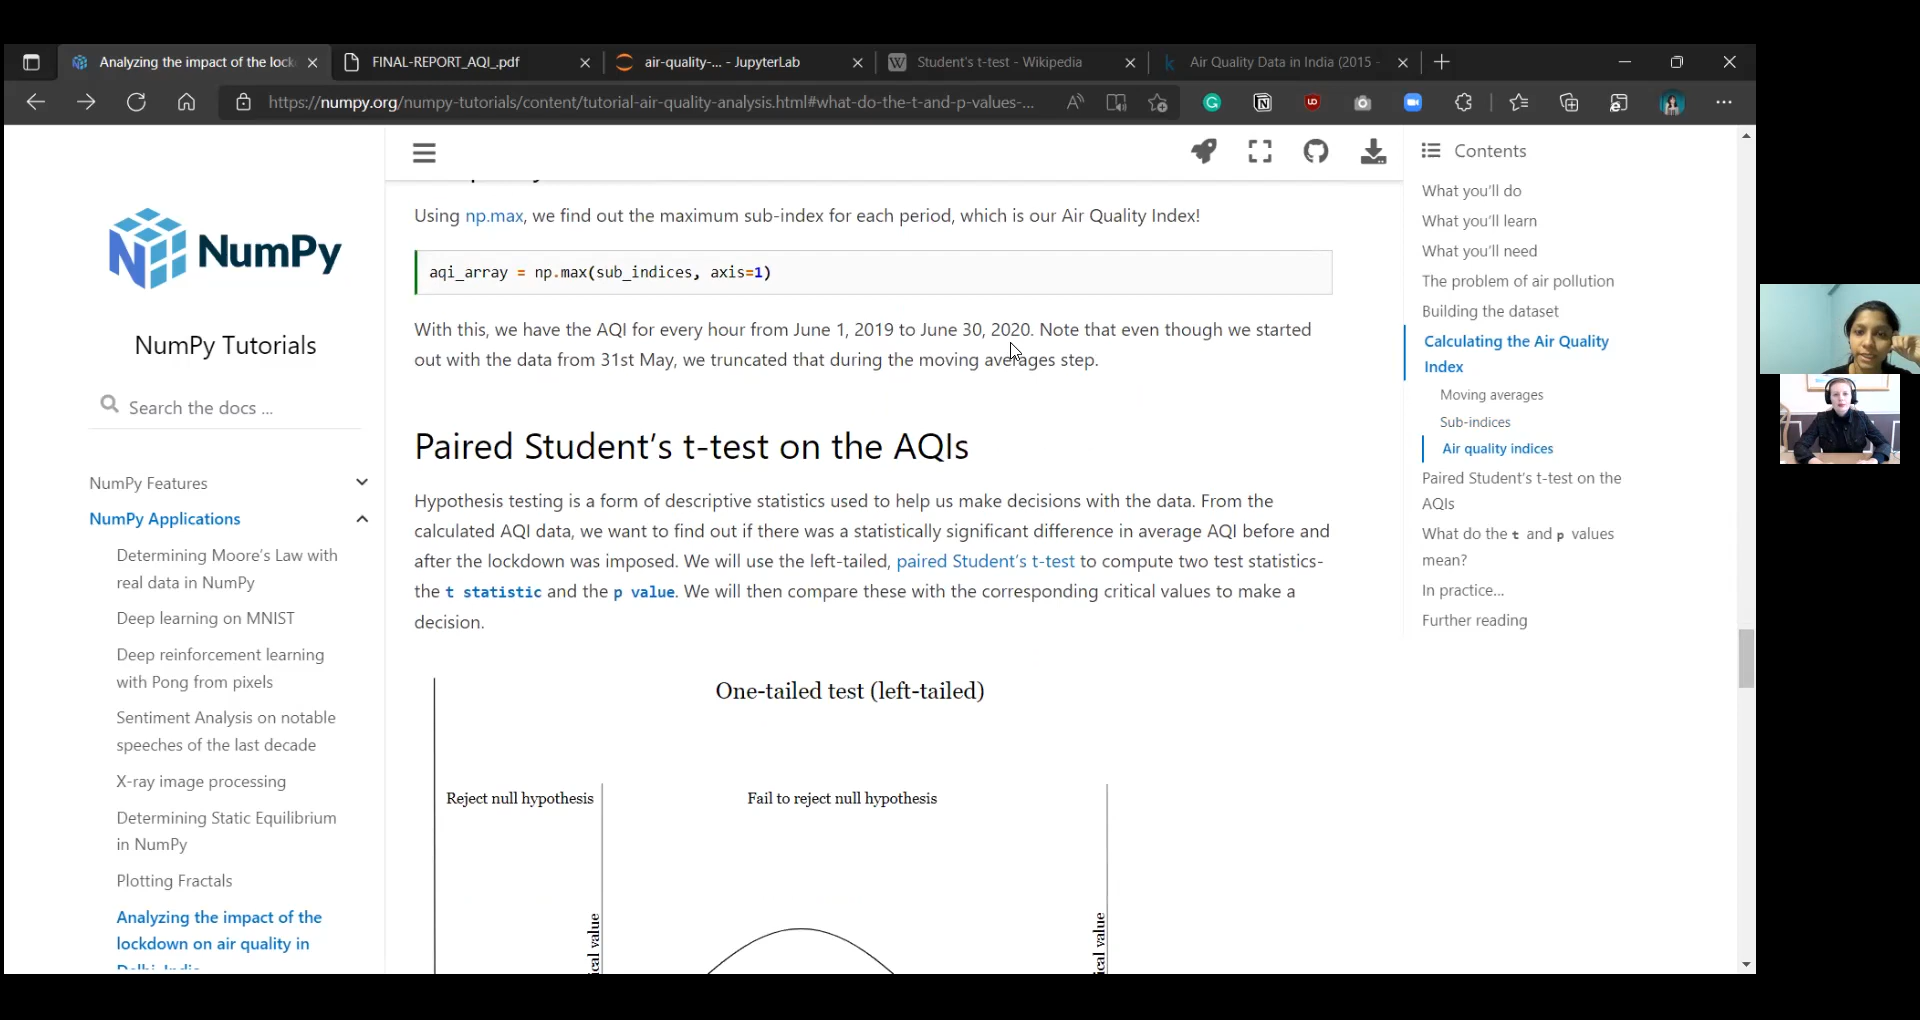 Analyzing the impact of the lock
FINAL-REPORT_AQI_.pdf
air-quality-... - JupyterLab
Student's t-test - Wikipedia
Air Quality Data in India (2015 -
https://numpy.org/numpy-tutorials/content/tutorial-air-quality-analysis.html#what-do-the-t-and-p-values-...
NumPy
NumPy Tutorials
Search the docs ...
NumPy Features
NumPy Applications
Determining Moore's Law with
real data in NumPy
Deep learning on MNIST
Deep reinforcement learning
with Pong from pixels
Sentiment Analysis on notable
speeches of the last decade
X-ray image processing
Determining Static Equilibrium
in NumPy
Plotting Fractals
Analyzing the impact of the
lockdown on air quality in
Delhi, India
Using np.max, we find out the maximum sub-index for each period, which is our Air Quality Index!
aqi_array = np.max(sub_indices, axis=1)
With this, we have the AQI for every hour from June 1, 2019 to June 30, 2020. Note that even though we started
out with the data from 31st May, we truncated that during the moving averages step.
Paired Student's t-test on the AQIs
Hypothesis testing is a form of descriptive statistics used to help us make decisions with the data. From the
calculated AQI data, we want to find out if there was a statistically significant difference in average AQI before and
after the lockdown was imposed. We will use the left-tailed, paired Student's t-test to compute two test statistics-
the t statistic and the p value. We will then compare these with the corresponding critical values to make a
decision.
One-tailed test (left-tailed)
Reject null hypothesis
Fail to reject null hypothesis
ical value
ical value
Contents
What you'll do
What you'll learn
What you'll need
The problem of air pollution
Building the dataset
Calculating the Air Quality
Index
Moving averages
Sub-indices
Air quality indices
Paired Student's t-test on the
AQIs
What do the t and p values
mean?
In practice...
Further reading